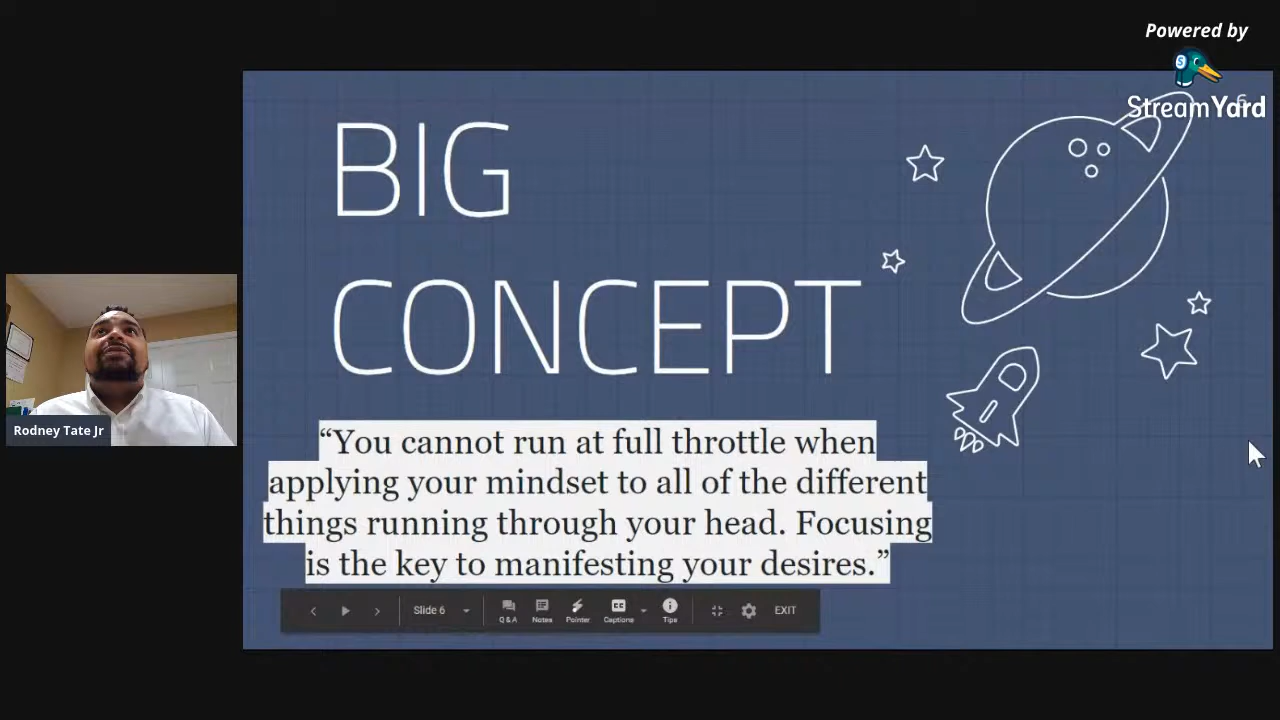 Powered by
StreamYard
6
BIG
CONCEPT
“You cannot run at full throttle when
applying your mindset to all of the different
things running through your head. Focusing
is the key to manifesting your desires.”
Rodney Tate Jr
Slide 6
Q&A
Notes
Pointer
CC
Captions
Tips
EXIT